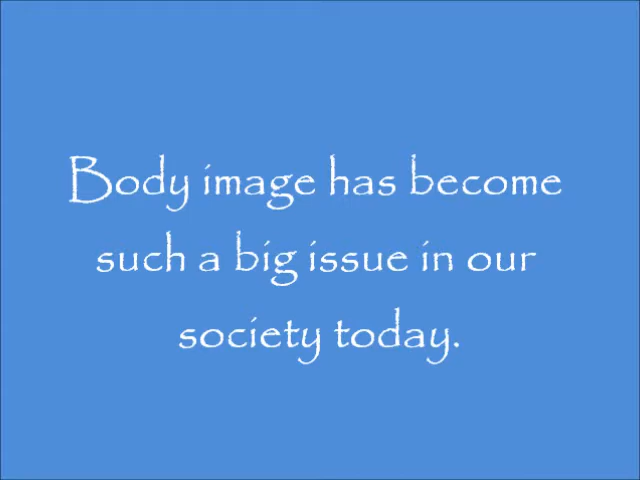 Body image has become
such a big issue in our
society today.